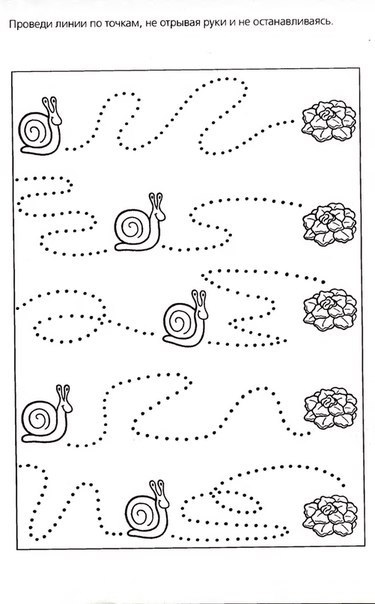 Проведи линии по точкам, не отрывая руки и не останавливаясь.